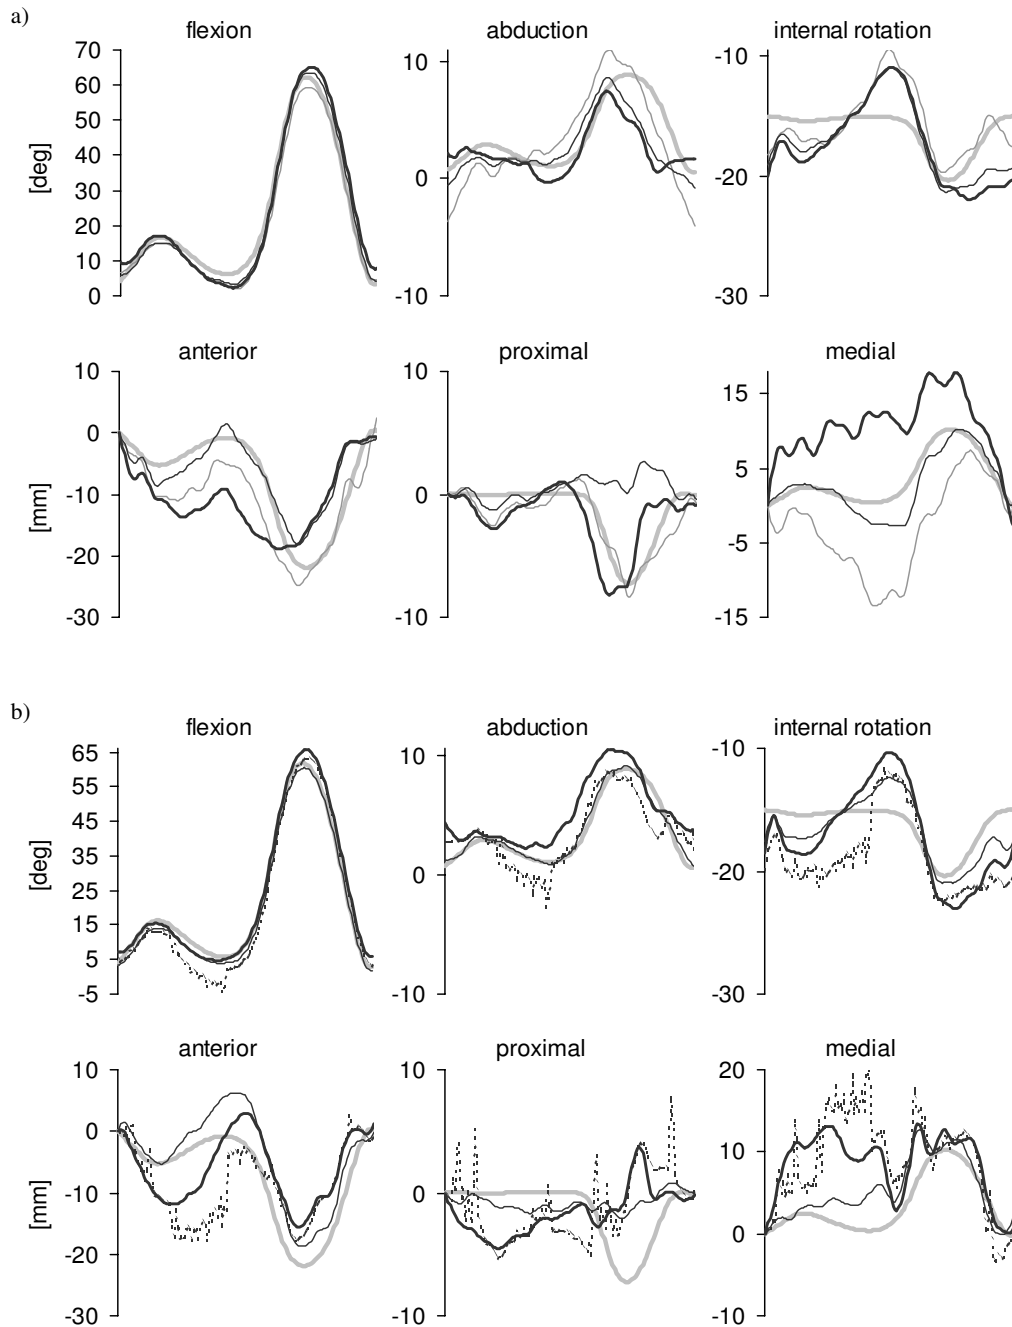 a)
flexion
abduction
internal rotation
[deg]
70
60
50
40
30
20
10
0
10
0
-10
-10
-20
-30
anterior
proximal
medial
[mm]
10
0
-10
-20
-30
10
0
-10
15
5
-5
-15
b)
flexion
abduction
internal rotation
[deg]
65
55
45
35
25
15
5
-5
10
0
-10
-10
-20
-30
anterior
proximal
medial
[mm]
10
0
-10
-20
-30
10
0
-10
20
10
0
-10